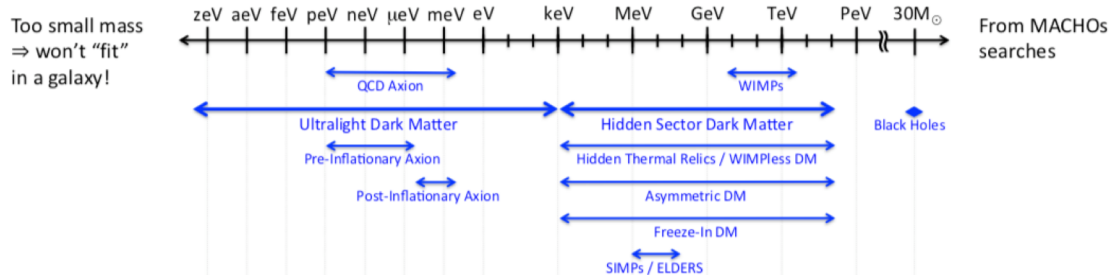 Too small mass
⇒ won't "fit"
in a galaxy!
zeV aeV feV peV neV μeV meV eV keV MeV GeV TeV PeV 30M☉
From MACHOs
searches
QCD Axion
WIMPs
Ultralight Dark Matter
Hidden Sector Dark Matter
Black Holes
Pre-Inflationary Axion
Hidden Thermal Relics / WIMPless DM
Post-Inflationary Axion
Asymmetric DM
Freeze-In DM
SIMPs / ELDERS